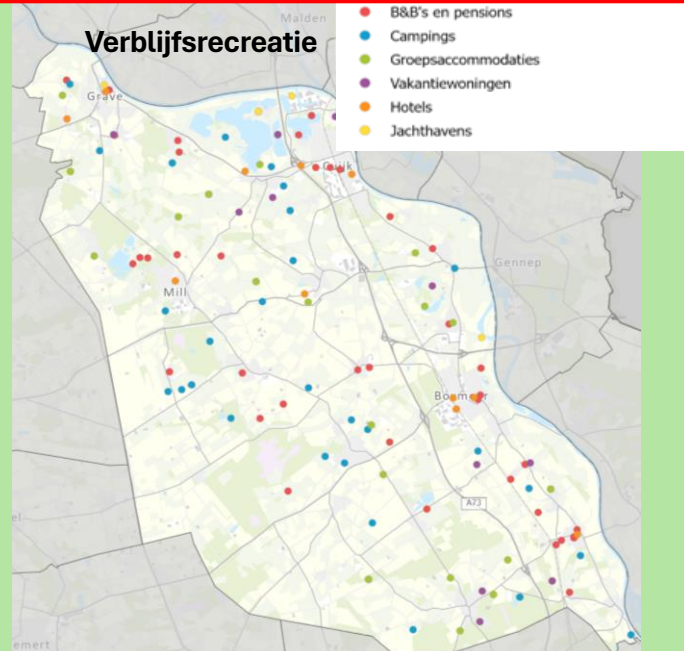 Malden
B&B's en pensions
Verblijfsrecreatie
Campings
Groepsaccommodaties
Vakantiewoningen
Hotels
Jachthavens
Grave
Cuijk
Gennep
Mill
Boxmeer
A73